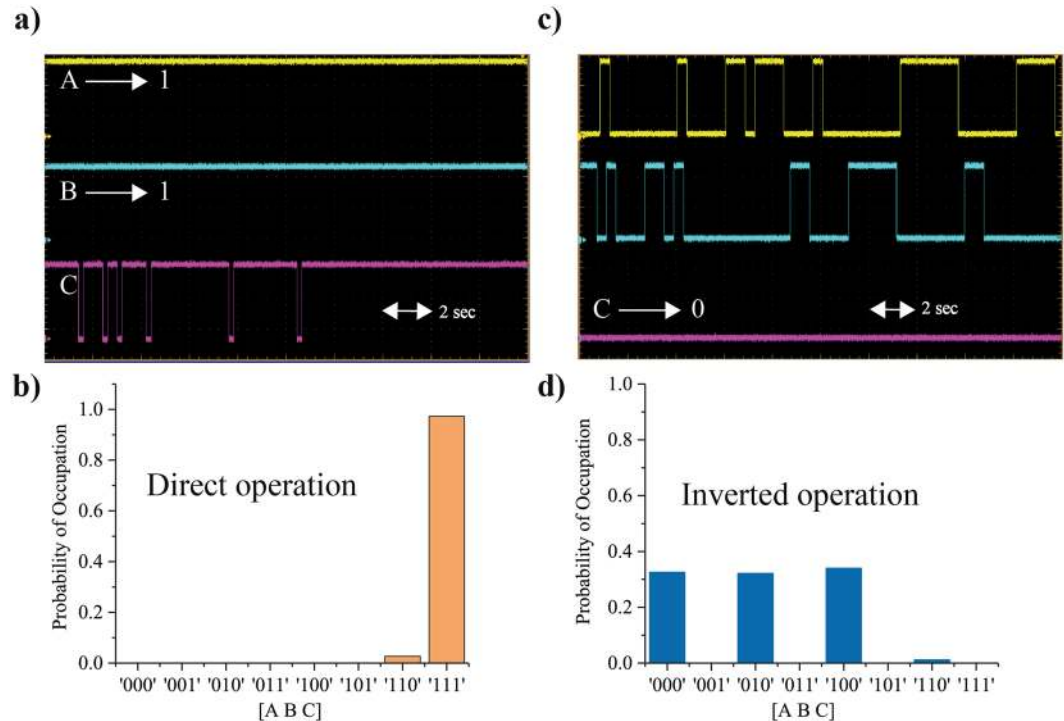 a)
A → 1
B → 1
C
2 sec
b)
Probability of Occupation
1.0
0.8
0.6
0.4
0.2
0.0
Direct operation
'000' '001' '010' '011' '100' '101' '110' '111'
[A B C]
c)
C → 0
2 sec
d)
Probability of Occupation
1.0
0.8
0.6
0.4
0.2
0.0
Inverted operation
'000' '001' '010' '011' '100' '101' '110' '111'
[A B C]